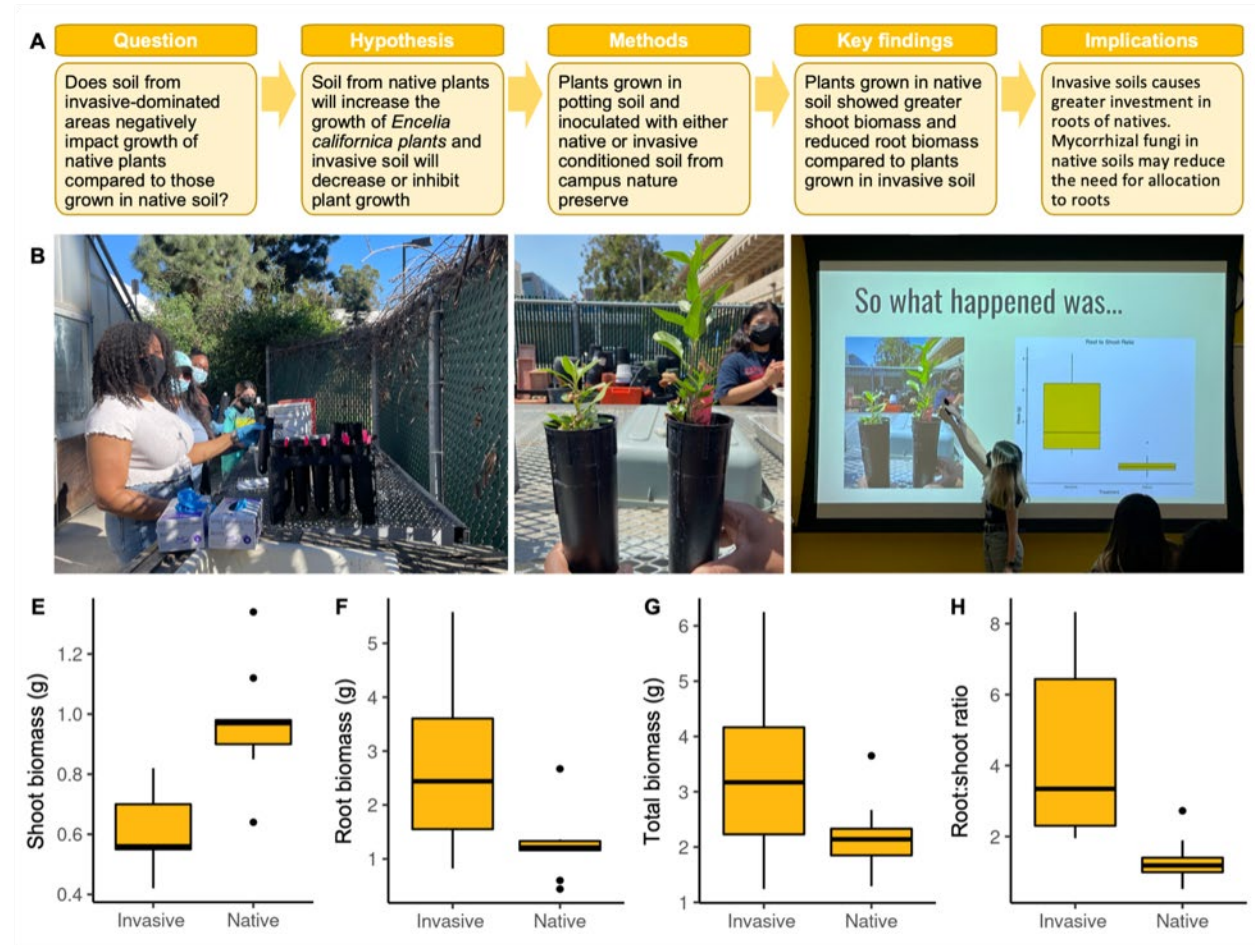 A
Question
Does soil from
invasive-dominated
areas negatively
impact growth of
native plants
compared to those
grown in native soil?
Hypothesis
Soil from native plants
will increase the
growth of Encelia
californica plants and
invasive soil will
decrease or inhibit
plant growth
Methods
Plants grown in
potting soil and
inoculated with either
native or invasive
conditioned soil from
campus nature
preserve
Key findings
Plants grown in native
soil showed greater
shoot biomass and
reduced root biomass
compared to plants
grown in invasive soil
Implications
Invasive soils causes
greater investment in
roots of natives.
Mycorrhizal fungi in
native soils may reduce
the need for allocation
to roots
B
So what happened was...
Root to Shoot Ratio
Treatment
E
Shoot biomass (g)
1.2
1.0
0.8
0.6
0.4
Invasive Native
F
Root biomass (g)
5
4
3
2
1
Invasive Native
G
Total biomass (g)
6
5
4
3
2
1
Invasive Native
H
Root:shoot ratio
8
6
4
2
Invasive Native